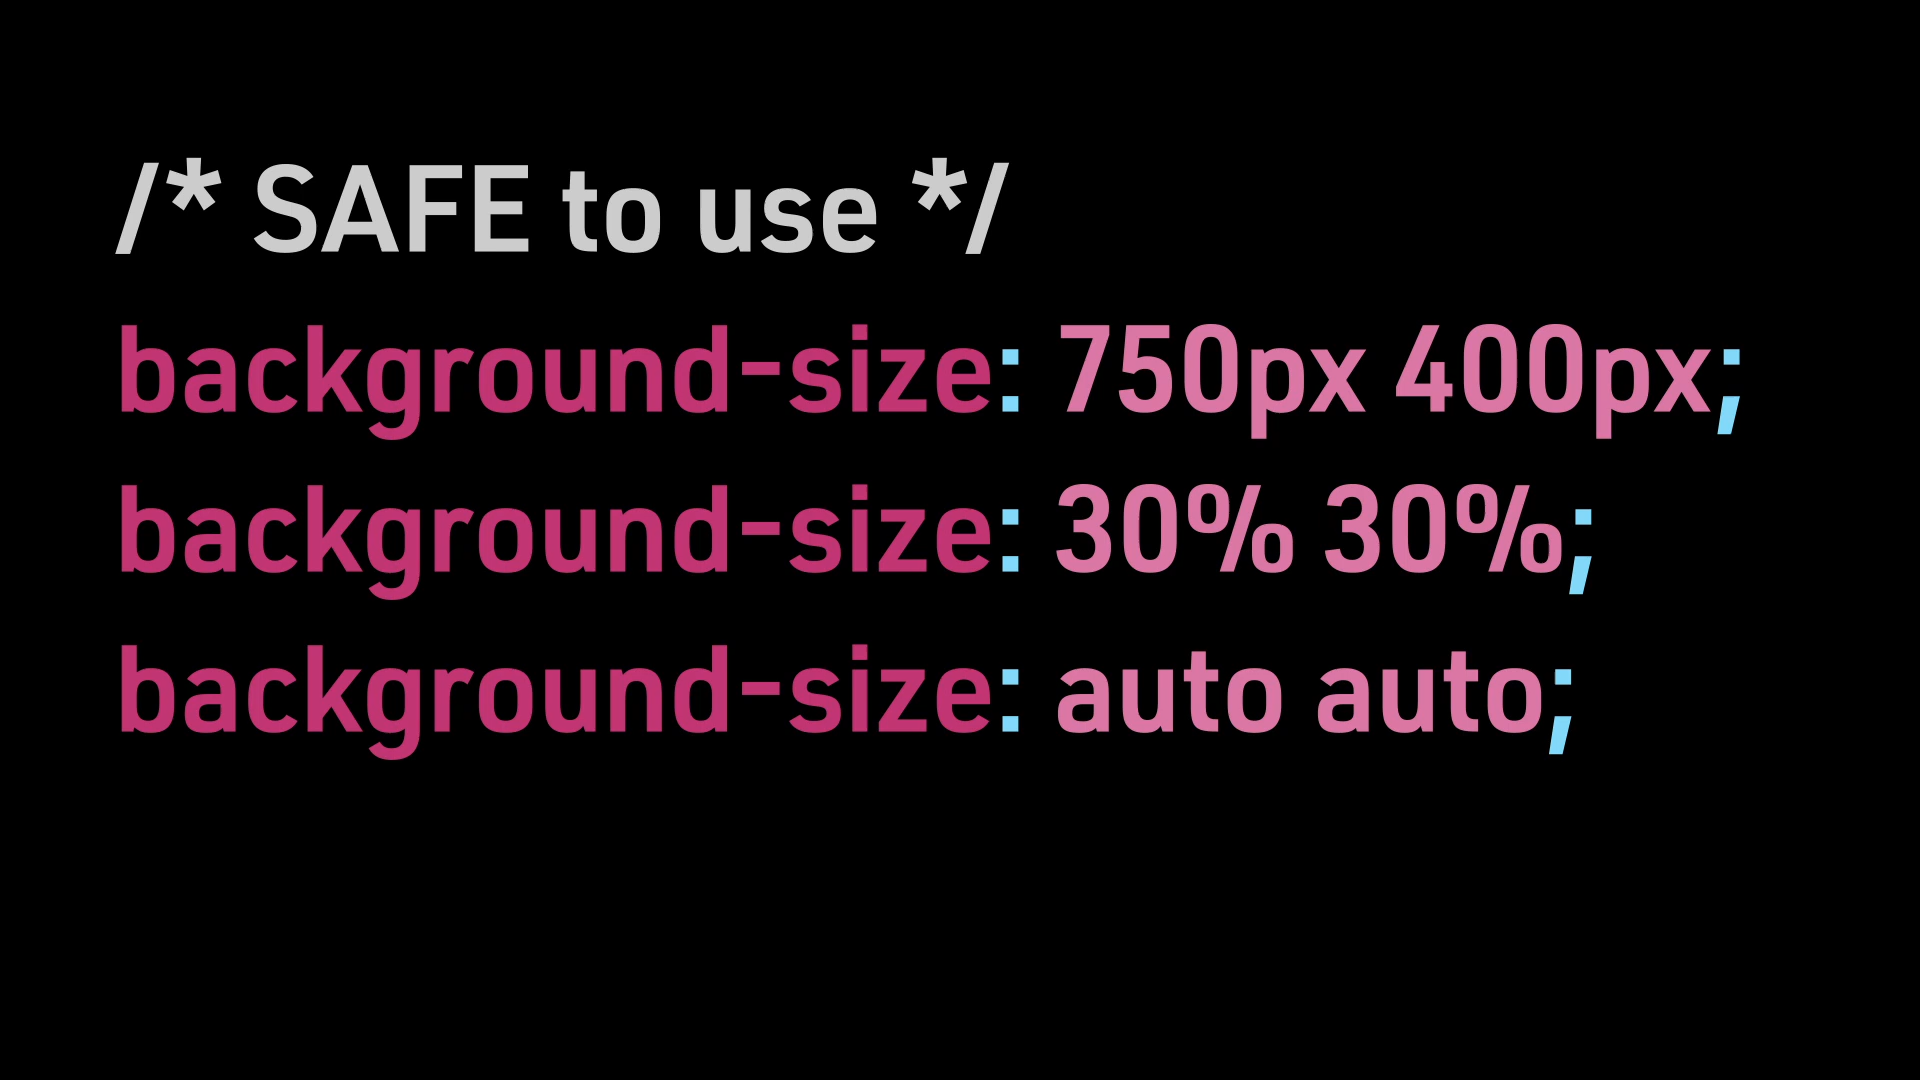 /* SAFE to use */
background-size: 750px 400px;
background-size: 30% 30%;
background-size: auto auto;